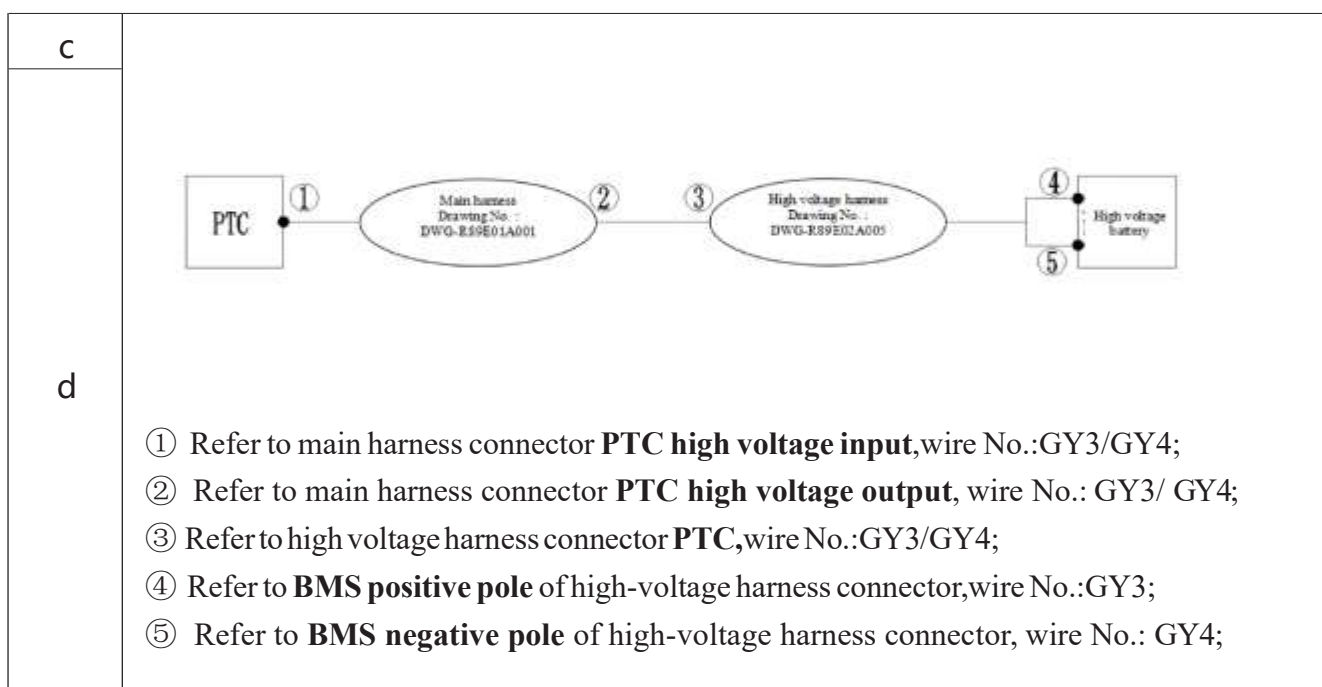 c
d
PTC
①
Main harness
Drawing No. :
DWG-R89E01A001
②
③
High voltage harness
Drawing No. :
DWG-R89E02A005
④
⑤
High voltage
battery
① Refer to main harness connector PTC high voltage input,wire No.:GY3/GY4;
② Refer to main harness connector PTC high voltage output, wire No.: GY3/ GY4;
③ Refer to high voltage harness connector PTC,wire No.:GY3/GY4;
④ Refer to BMS positive pole of high-voltage harness connector,wire No.:GY3;
⑤ Refer to BMS negative pole of high-voltage harness connector, wire No.: GY4;